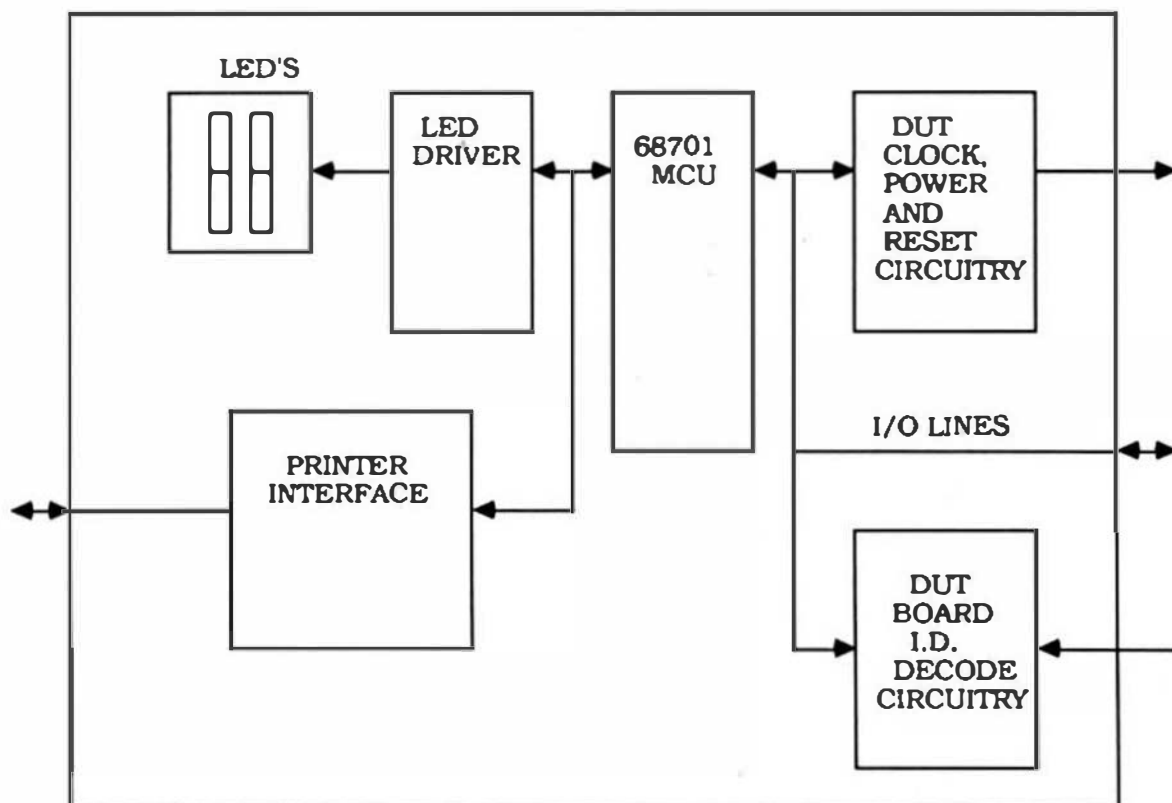 LED'S
LED
DRIVER
68701
MCU
DUT
CLOCK,
POWER
AND
RESET
CIRCUITRY
I/O LINES
PRINTER
INTERFACE
DUT
BOARD
I.D.
DECODE
CIRCUITRY